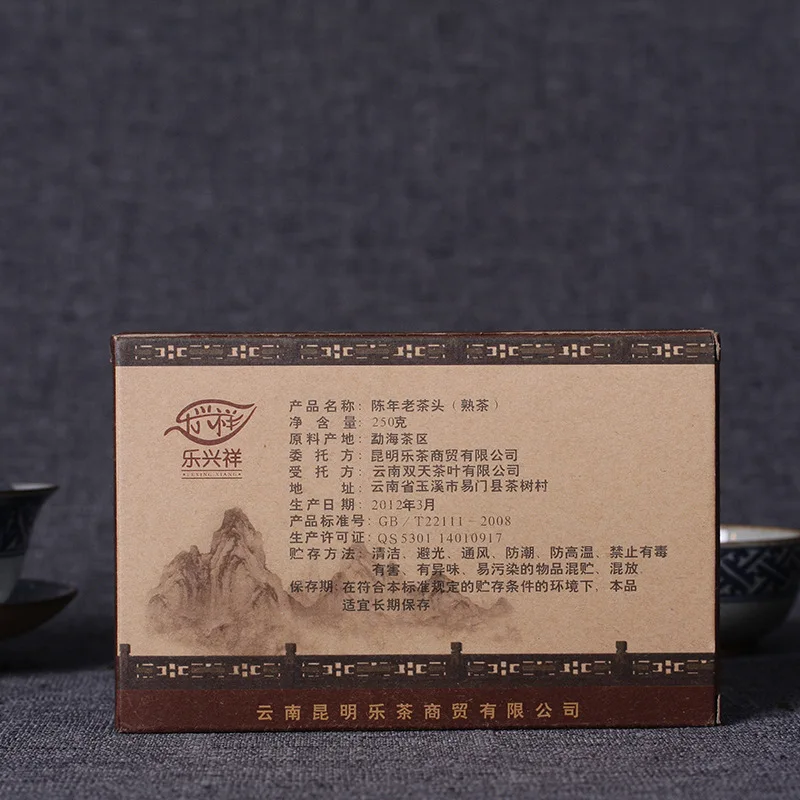 乐兴祥
LEXING XIANG
产品名称：陈年老茶头（熟茶）
净含量：250克
原料产地：勐海茶区
委托方：昆明乐茶商贸有限公司
受托方：云南双天茶叶有限公司
地址：云南省玉溪市易门县茶树村
生产日期：2012年3月
产品标准号：GB/T22111-2008
生产许可证：QS5301 14010917
贮存方法：清洁、避光、通风、防潮、防高温、禁止有毒
有害、有异味、易污染的物品混贮、混放.
保存期：在符合本标准规定的贮存条件的环境下，本品
适宜长期保存.
云南昆明乐茶商贸有限公司